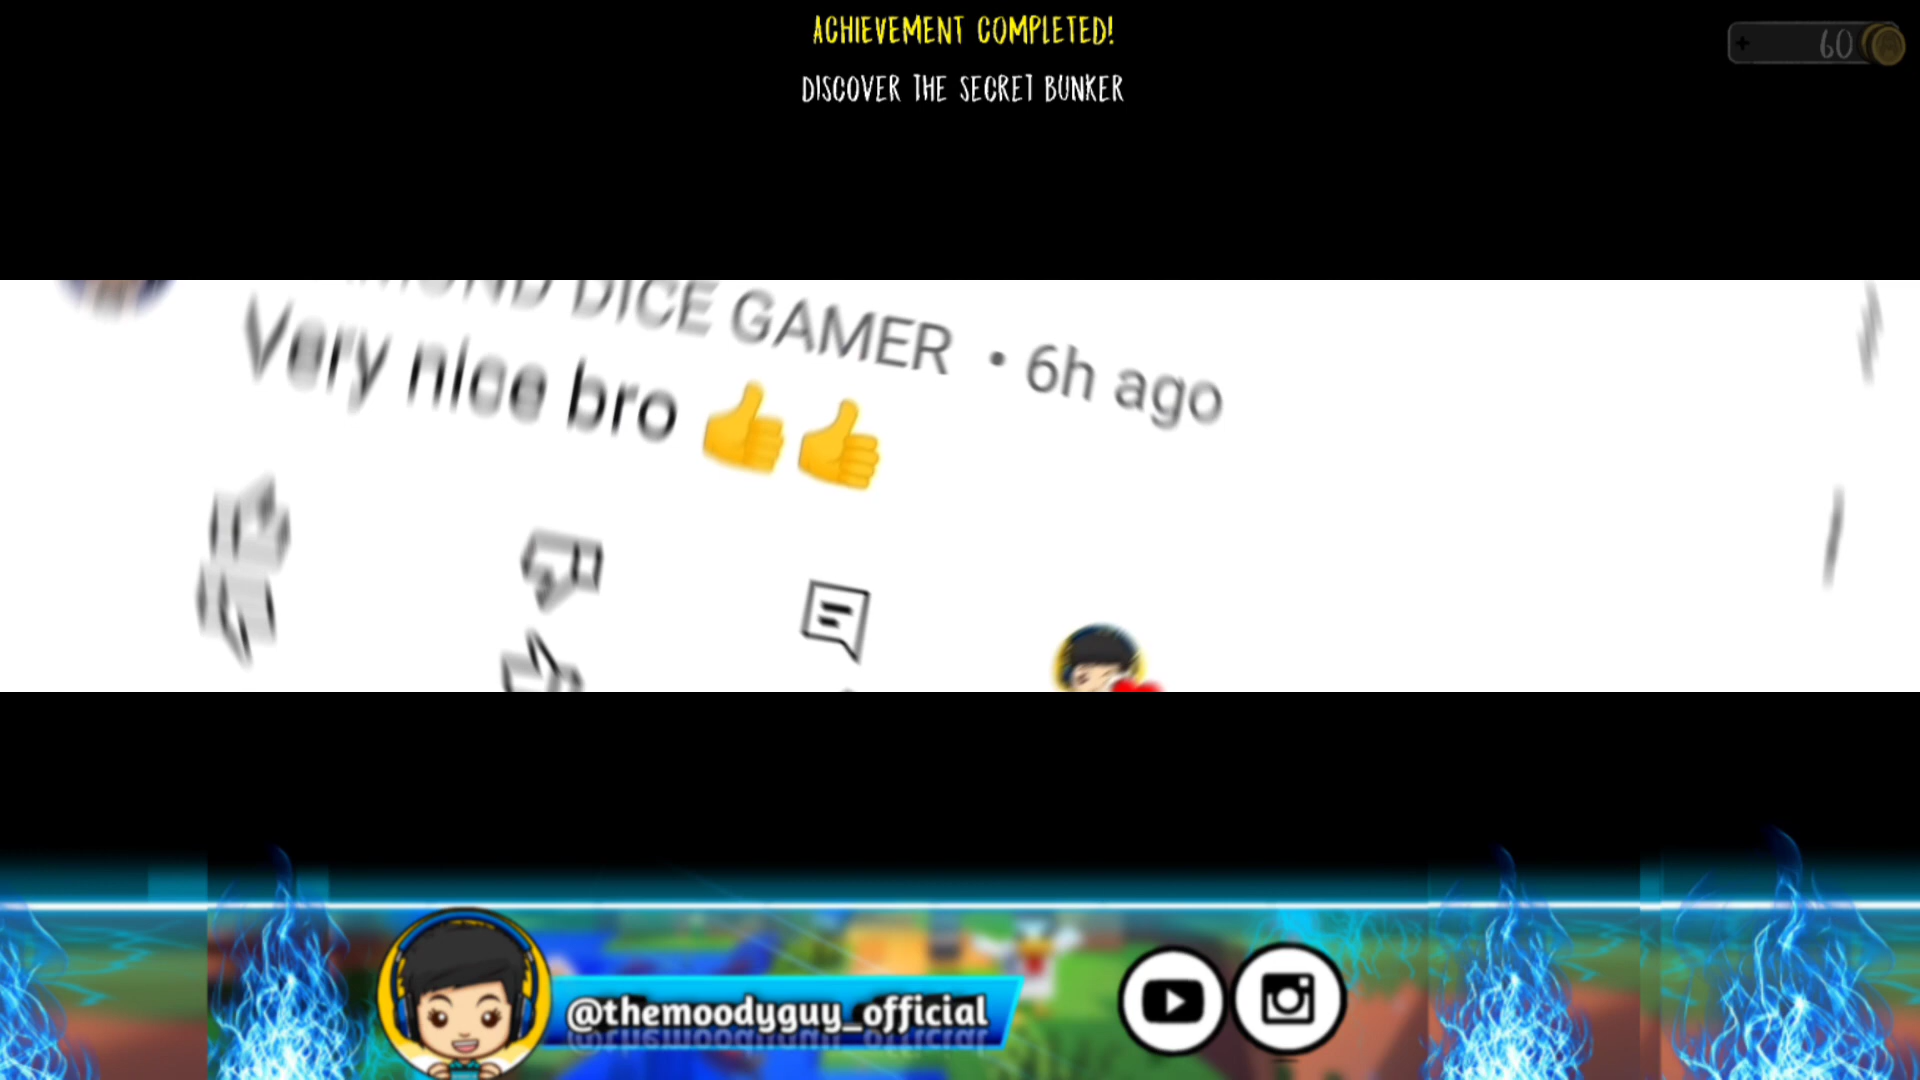 ACHIEVEMENT COMPLETED!
60
DISCOVER THE SECRET BUNKER
DICE GAMER • 6h ago
Very nice bro 👍👍
@themoodyguy_official